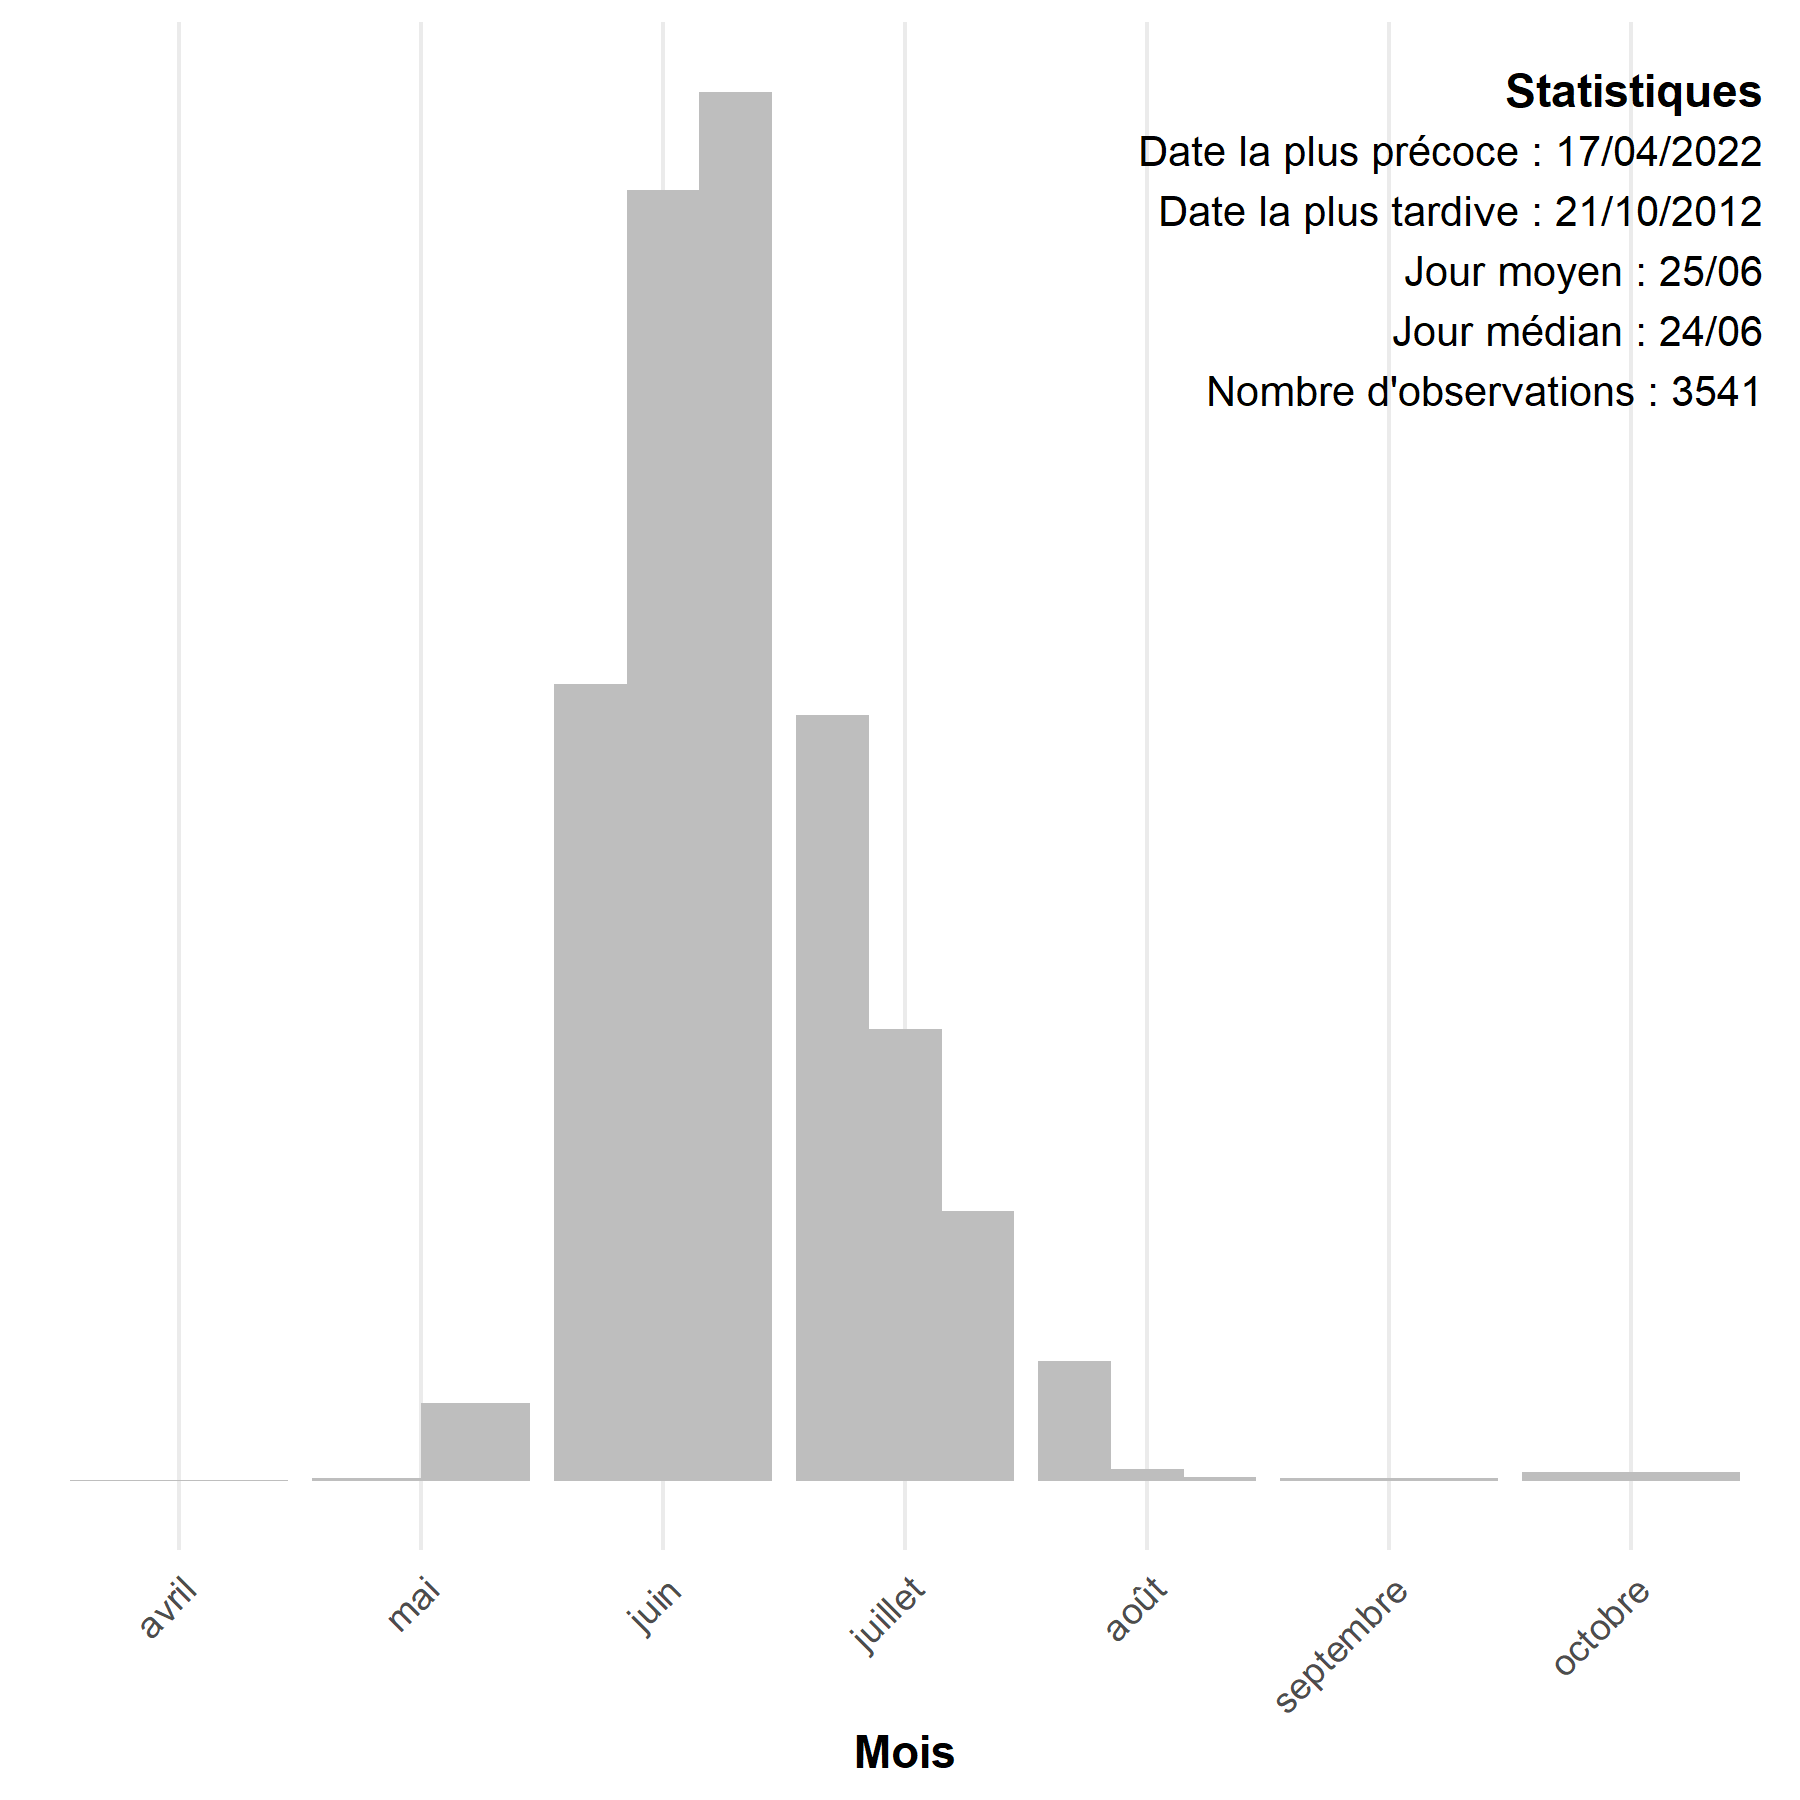 Statistiques
Date la plus précoce : 17/04/2022
Date la plus tardive : 21/10/2012
Jour moyen : 25/06
Jour médian : 24/06
Nombre d'observations : 3541
avril
mai
juin
juillet
août
septembre
octobre
Mois